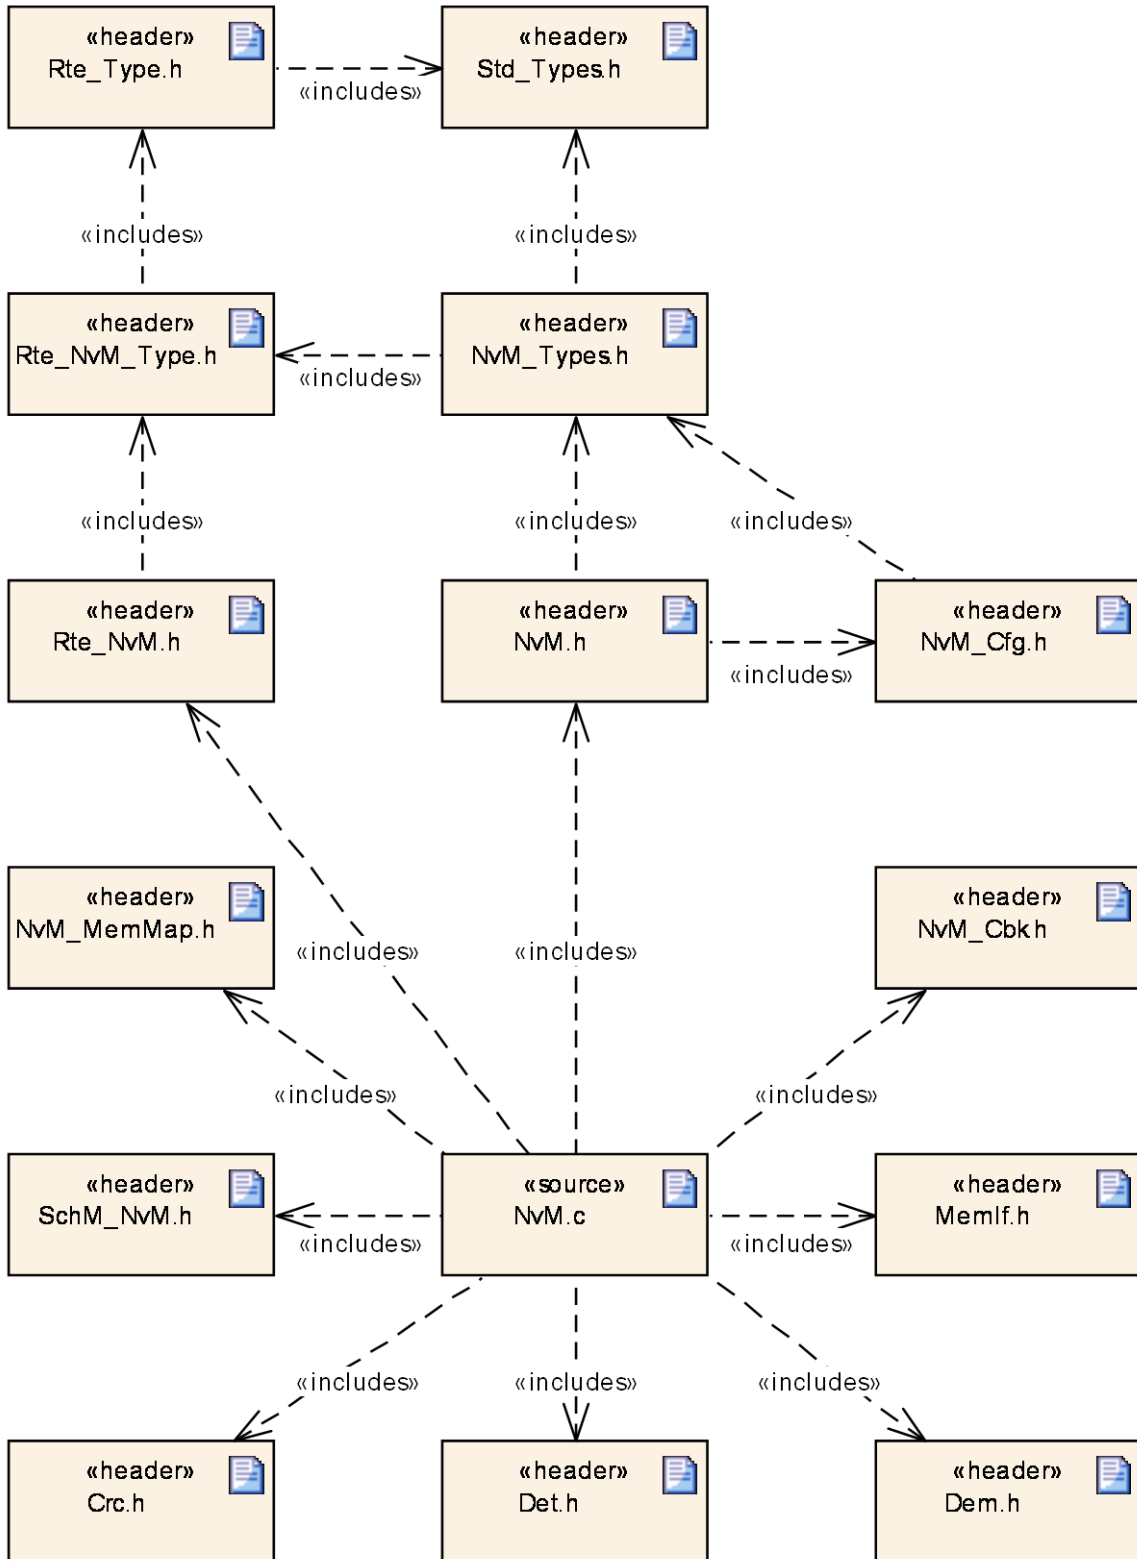 «header»
Rte_Type.h
«header»
Std_Types.h
«includes»
«includes»
«includes»
«header»
Rte_NvM_Type.h
«header»
NvM_Types.h
«includes»
«includes»
«includes»
«includes»
«header»
Rte_NvM.h
«header»
NvM.h
«header»
NvM_Cfg.h
«includes»
«header»
NvM_MemMap.h
«header»
NvM_Cbk.h
«includes»
«includes»
«includes»
«includes»
«header»
SchM_NvM.h
«source»
NvM.c
«header»
MemIf.h
«includes»
«includes»
«includes»
«includes»
«includes»
«header»
Crc.h
«header»
Det.h
«header»
Dem.h